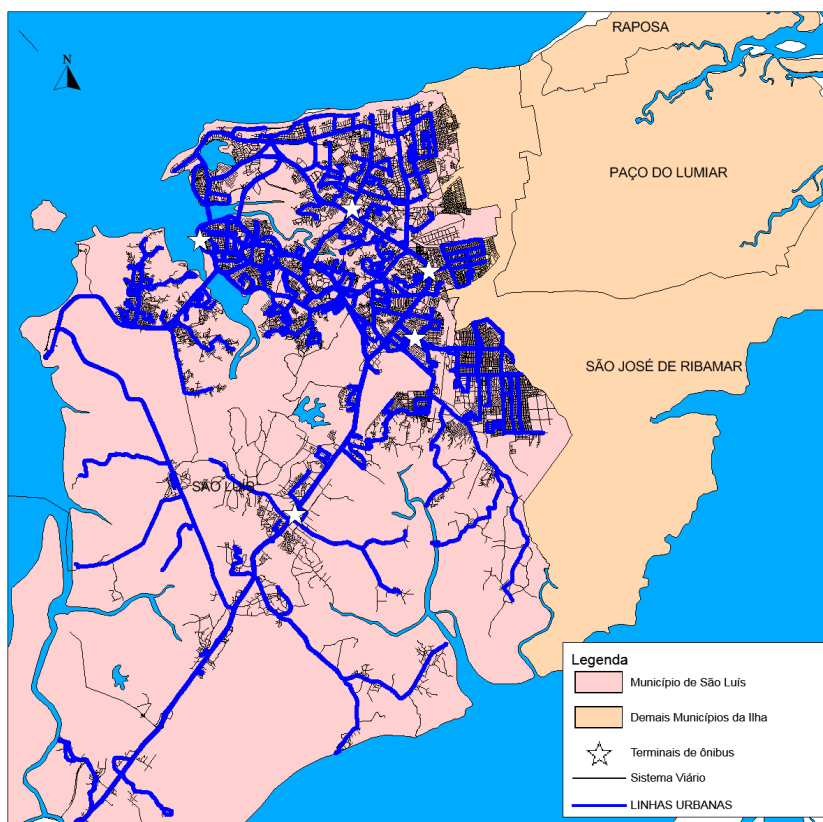 RAPOSA
N
PAÇO DO LUMIAR
SÃO JOSÉ DE RIBAMAR
SÃO LUÍS
Legenda
Município de São Luís
Demais Municípios da Ilha
Terminais de ônibus
Sistema Viário
LINHAS URBANAS